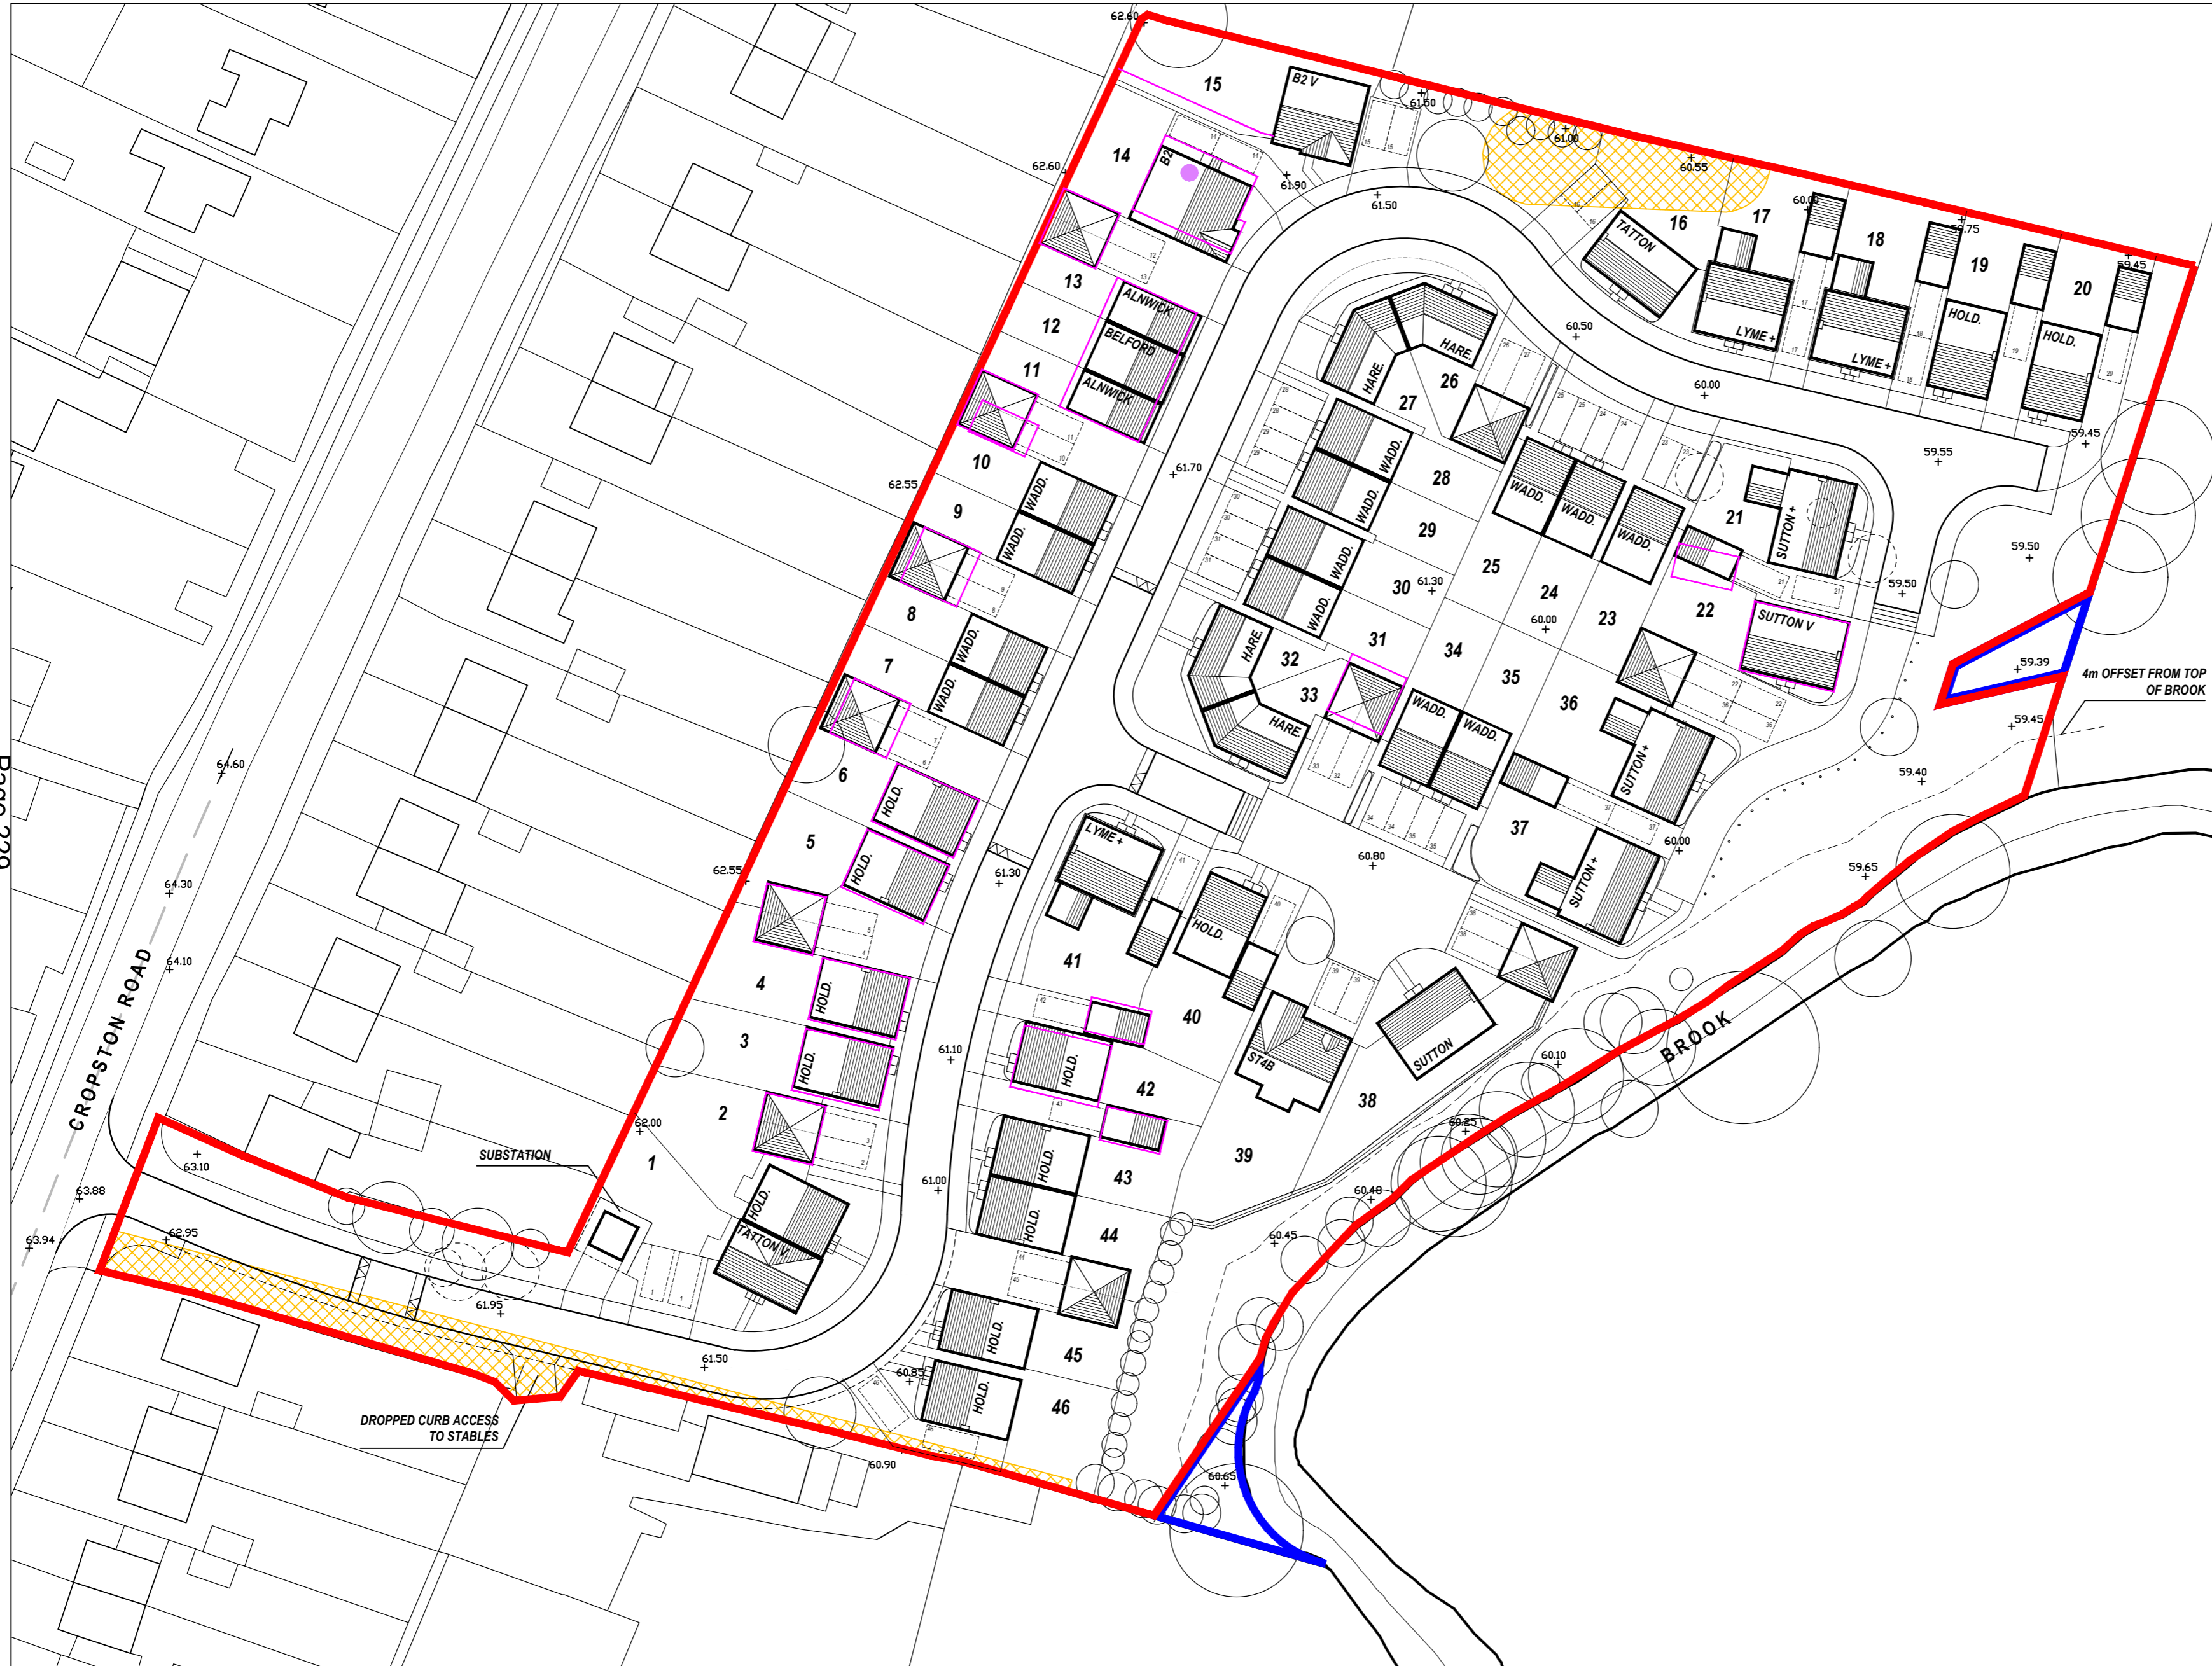 62.60
15
B2 V
61.50
61.00
60.55
14
B2
61.90
61.50
62.60
16
TATTON
17
60.00
18
59.75
19
20
59.45
LYME +
LYME +
HOLD.
HOLD.
59.45
13
12
11
ALNWICK
BELFORD
ALNWICK
HARE.
HARE.
26
27
60.50
60.00
59.55
61.70
62.55
10
9
8
7
6
5
4
3
2
1
WADD.
WADD.
WADD.
WADD.
WADD.
WADD.
WADD.
WADD.
28
29
30
31
61.30
25
24
23
60.00
WADD.
WADD.
WADD.
21
22
SUTTON +
SUTTON V
59.50
59.50
59.39
59.45
4m OFFSET FROM TOP
OF BROOK
59.40
59.65
HARE.
HARE.
32
33
34
35
36
37
WADD.
WADD.
SUTTON +
SUTTON +
60.00
60.80
HOLD.
HOLD.
HOLD.
HOLD.
HOLD.
TATTON V.
62.55
61.30
61.10
61.00
LYME +
41
HOLD.
40
ST4B
SUTTON
38
39
42
43
44
45
46
HOLD.
HOLD.
HOLD.
HOLD.
HOLD.
BROOK
60.10
60.25
60.48
60.45
60.65
64.60
64.30
64.10
CROPSTON ROAD
62.00
SUBSTATION
63.10
63.88
63.94
62.95
61.95
61.50
60.85
60.90
DROPPED CURB ACCESS
TO STABLES